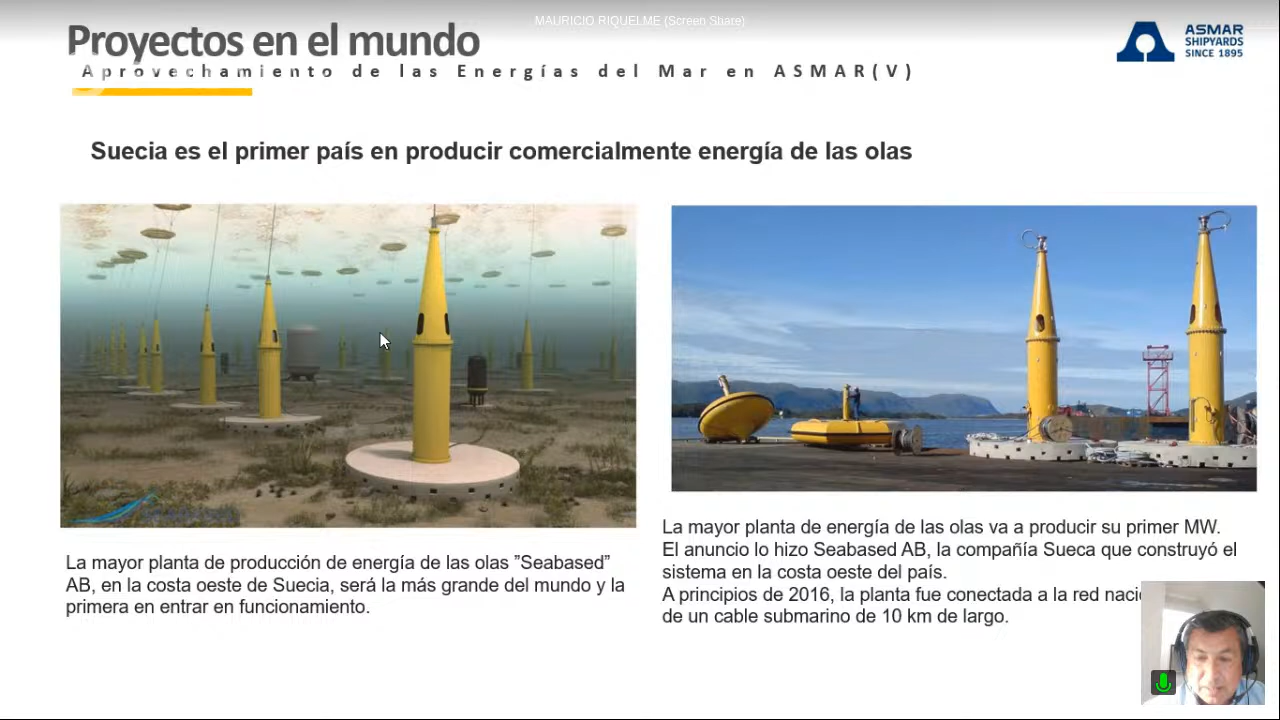 MAURICIO RIQUELME (Screen Share)
Proyectos en el mundo
Aprovechamiento de las Energías del Mar en ASMAR(V)
ASMAR
SHIPYARDS
SINCE 1895
Suecia es el primer país en producir comercialmente energía de las olas
La mayor planta de producción de energía de las olas ”Seabased”
AB, en la costa oeste de Suecia, será la más grande del mundo y la
primera en entrar en funcionamiento.
La mayor planta de energía de las olas va a producir su primer MW.
El anuncio lo hizo Seabased AB, la compañía Sueca que construyó el
sistema en la costa oeste del país.
A principios de 2016, la planta fue conectada a la red
de un cable submarino de 10 km de largo.